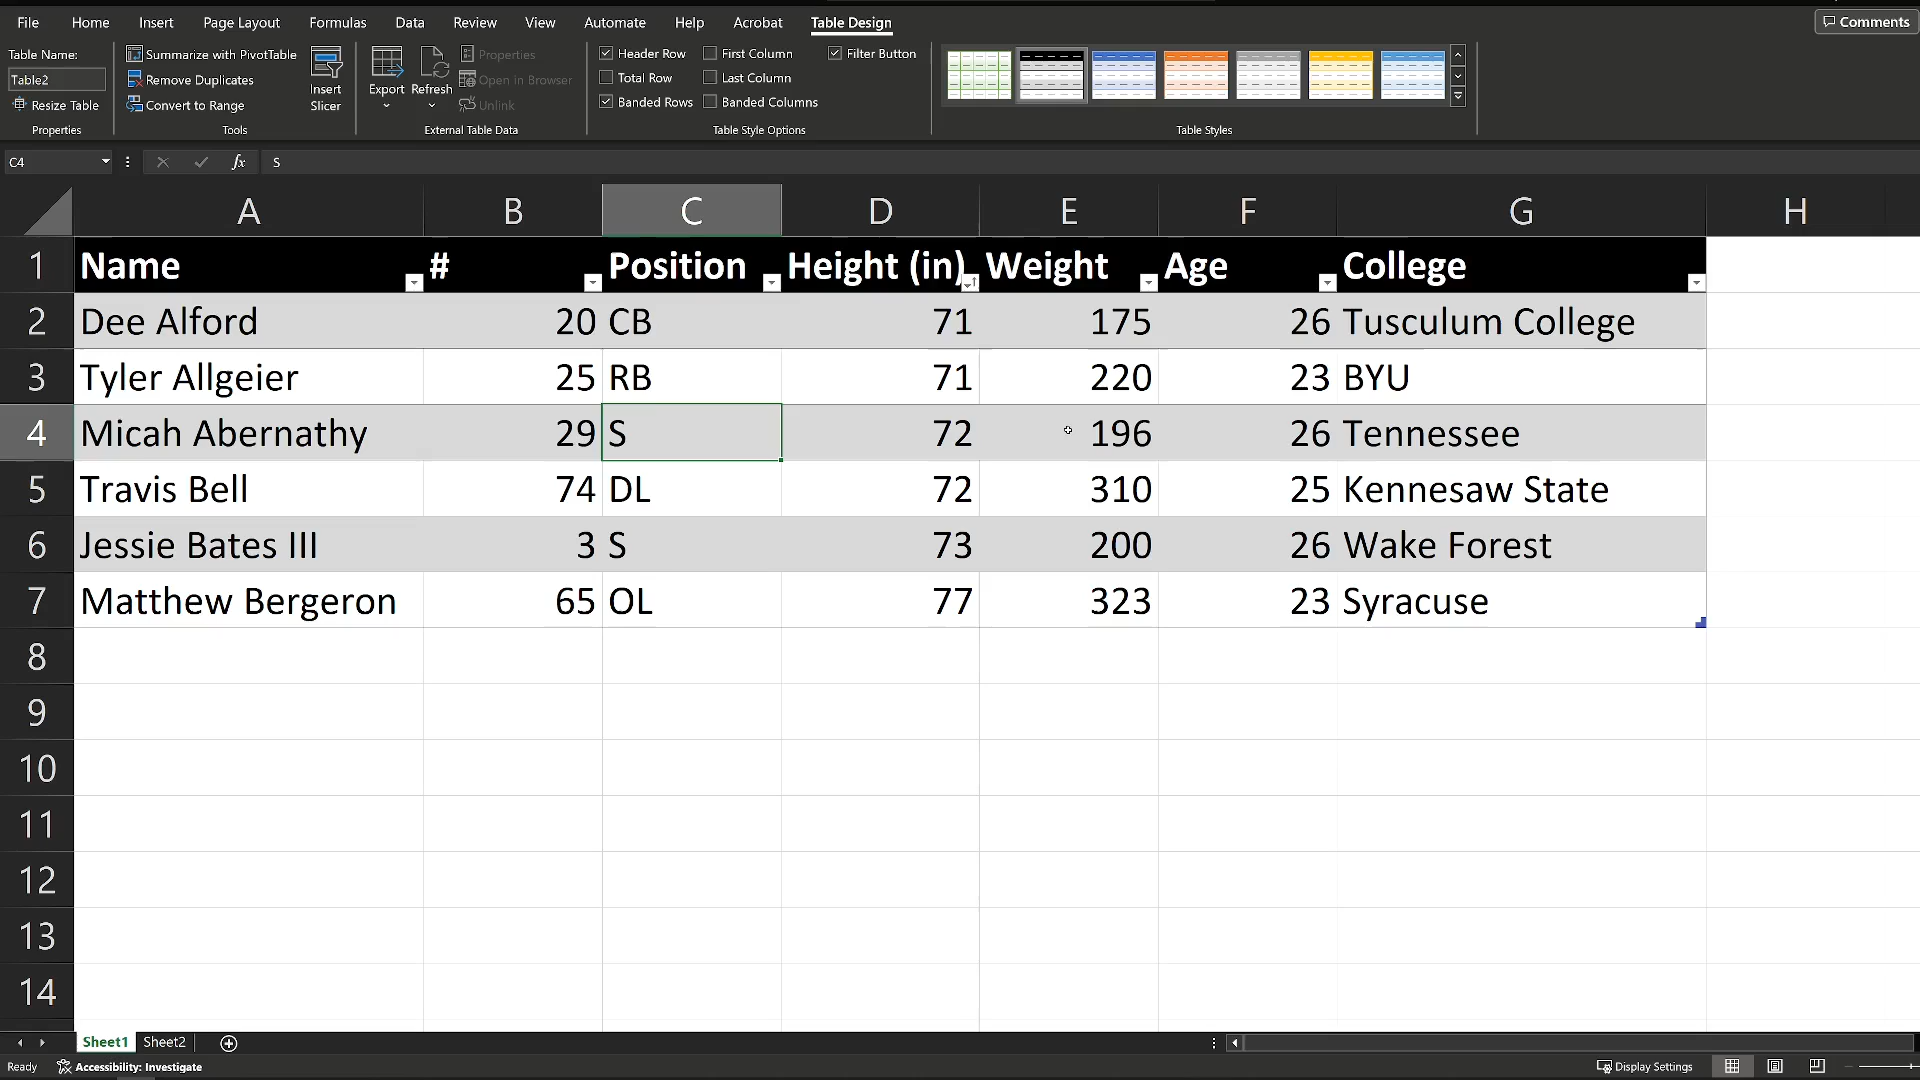 File Home Insert Page Layout Formulas Data Review View Automate Help Acrobat Table Design Comments
Table Name:
Table2
Resize Table
Properties
Summarize with PivotTable
Remove Duplicates
Convert to Range
Insert
Slicer
Tools
Export Refresh
Properties
Open in Browser
Unlink
External Table Data
Header Row First Column Filter Button
Total Row Last Column
Banded Rows Banded Columns
Table Style Options
Table Styles
C4 fx S
A B C D E F G H
1 Name # Position Height (in) Weight Age College
2 Dee Alford 20 CB 71 175 26 Tusculum College
3 Tyler Allgeier 25 RB 71 220 23 BYU
4 Micah Abernathy 29 S 72 196 26 Tennessee
5 Travis Bell 74 DL 72 310 25 Kennesaw State
6 Jessie Bates III 3 S 73 200 26 Wake Forest
7 Matthew Bergeron 65 OL 77 323 23 Syracuse
8
9
10
11
12
13
14
Sheet1 Sheet2
Ready Accessibility: Investigate Display Settings